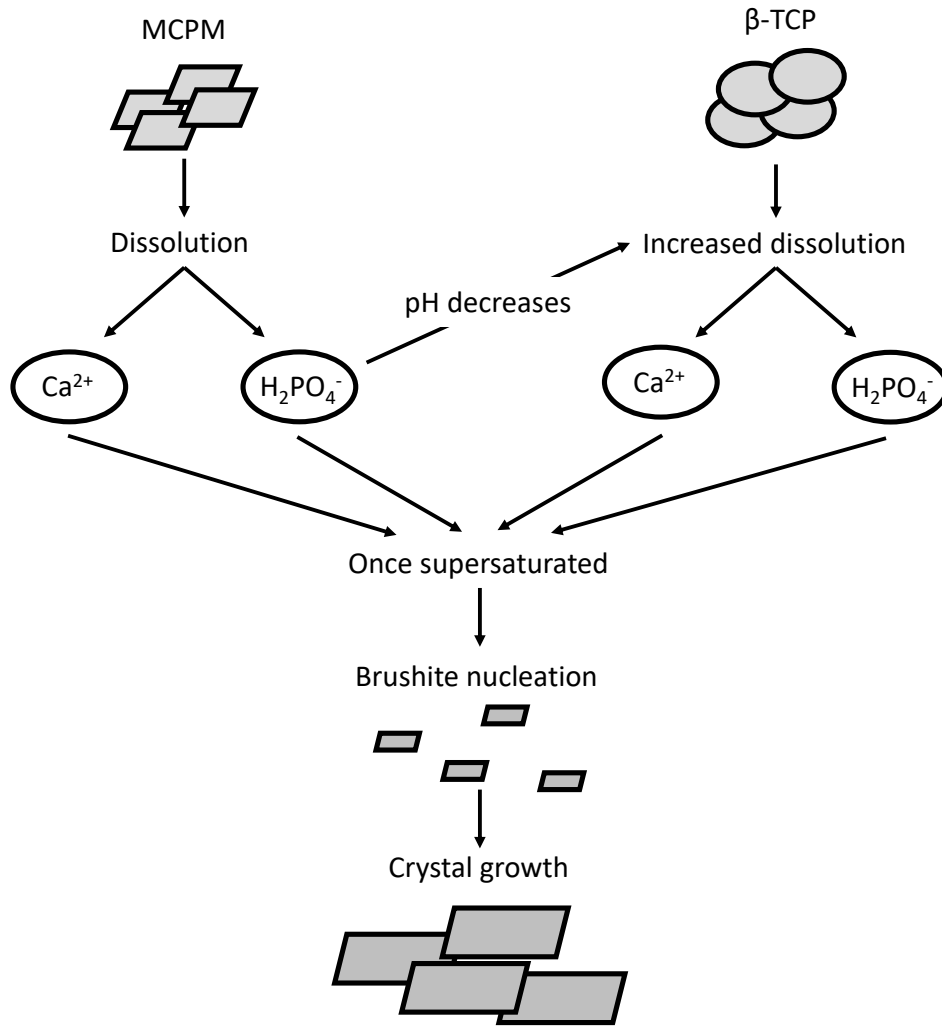 MCPM
β-TCP
Dissolution
Increased dissolution
pH decreases
Ca²⁺
H₂PO₄⁻
Ca²⁺
H₂PO₄⁻
Once supersaturated
Brushite nucleation
Crystal growth